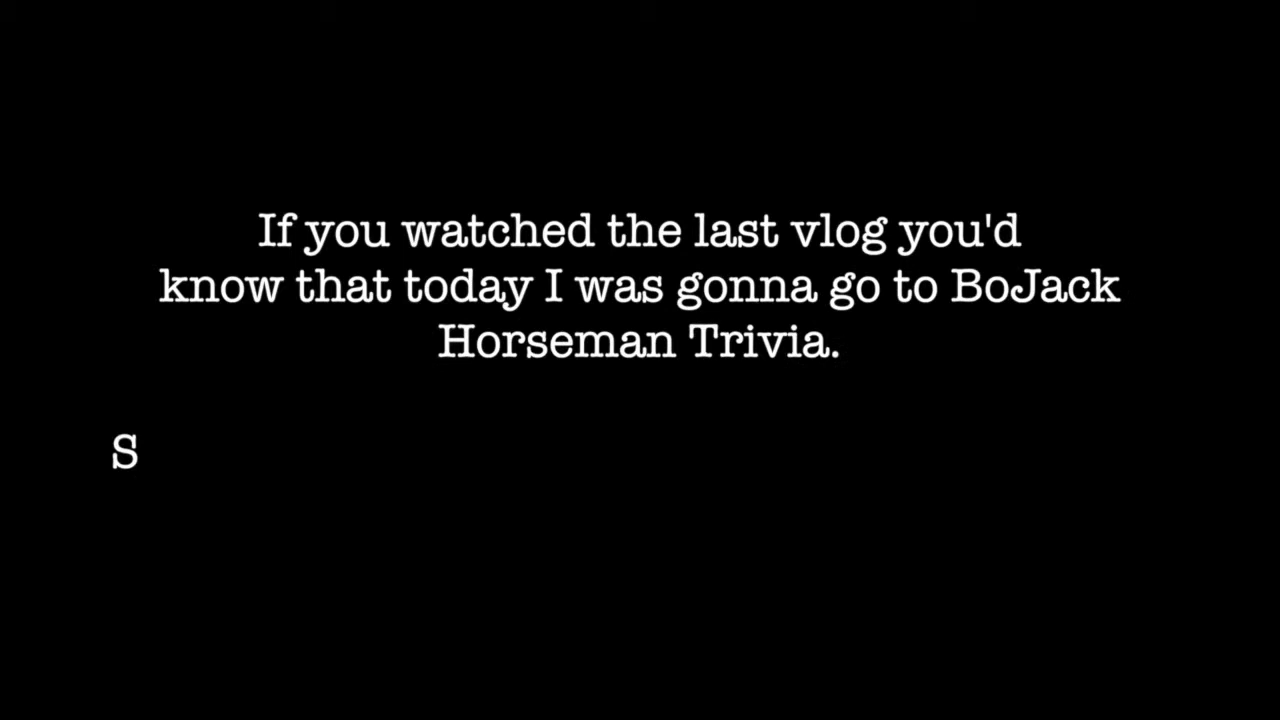 If you watched the last vlog you'd
know that today I was gonna go to BoJack
Horseman Trivia.
S